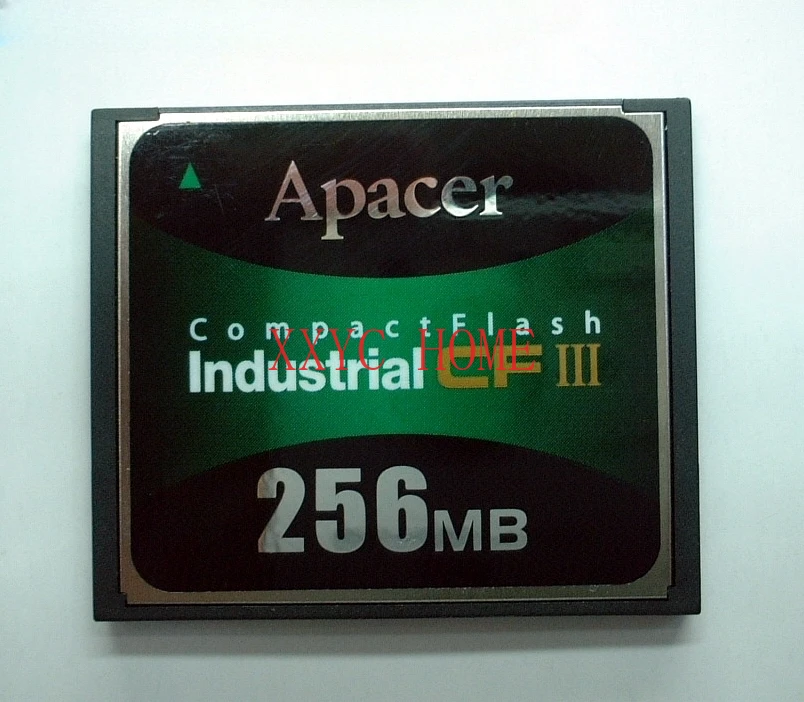 Apacer
CompactFlash
XXYC HOME
Industrial CF III
256MB